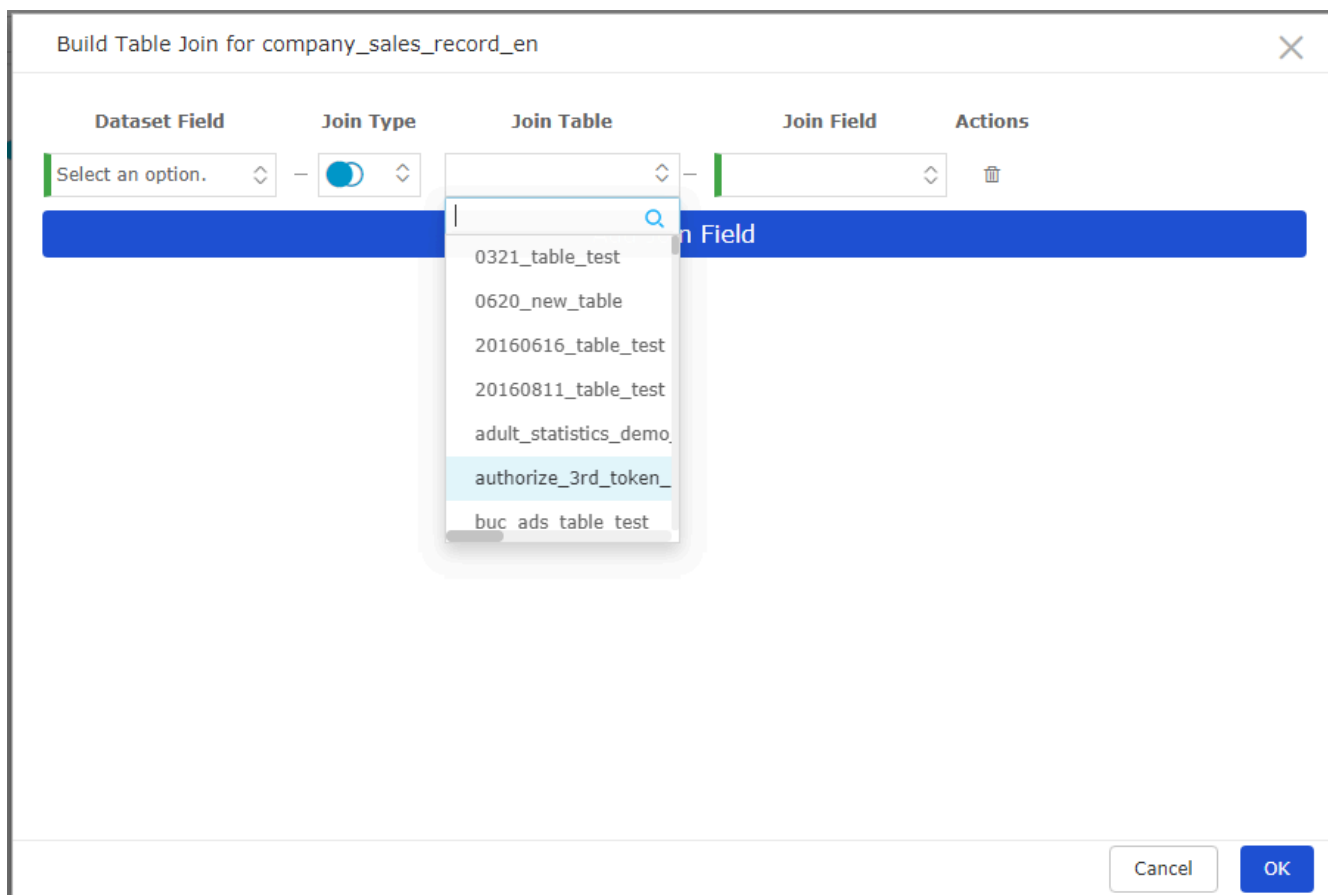 Build Table Join for company_sales_record_en
Dataset Field Join Type Join Table Join Field Actions
Select an option.
n Field
0321_table_test
0620_new_table
20160616_table_test
20160811_table_test
adult_statistics_demo_
authorize_3rd_token_
buc_ads_table_test
Cancel OK